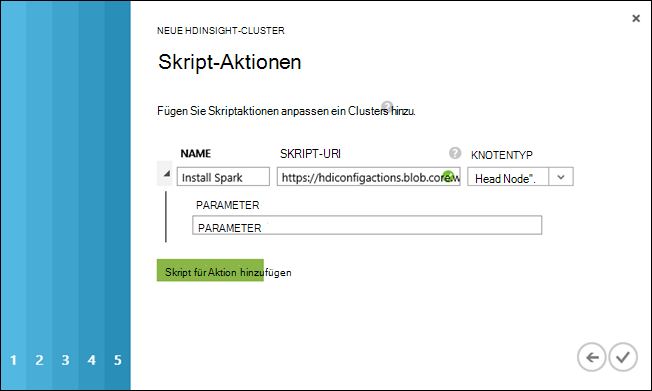 NEUE HDINSIGHT-CLUSTER
Skript-Aktionen
Fügen Sie Skriptaktionen anpassen ein Clusters hinzu.
?
NAME
SKRIPT-URI
?
KNOTENTYP
Install Spark
https://hdiconfigactions.blob.core.w
Head Node".
PARAMETER
PARAMETER
Skript für Aktion hinzufügen
1 2 3 4 5